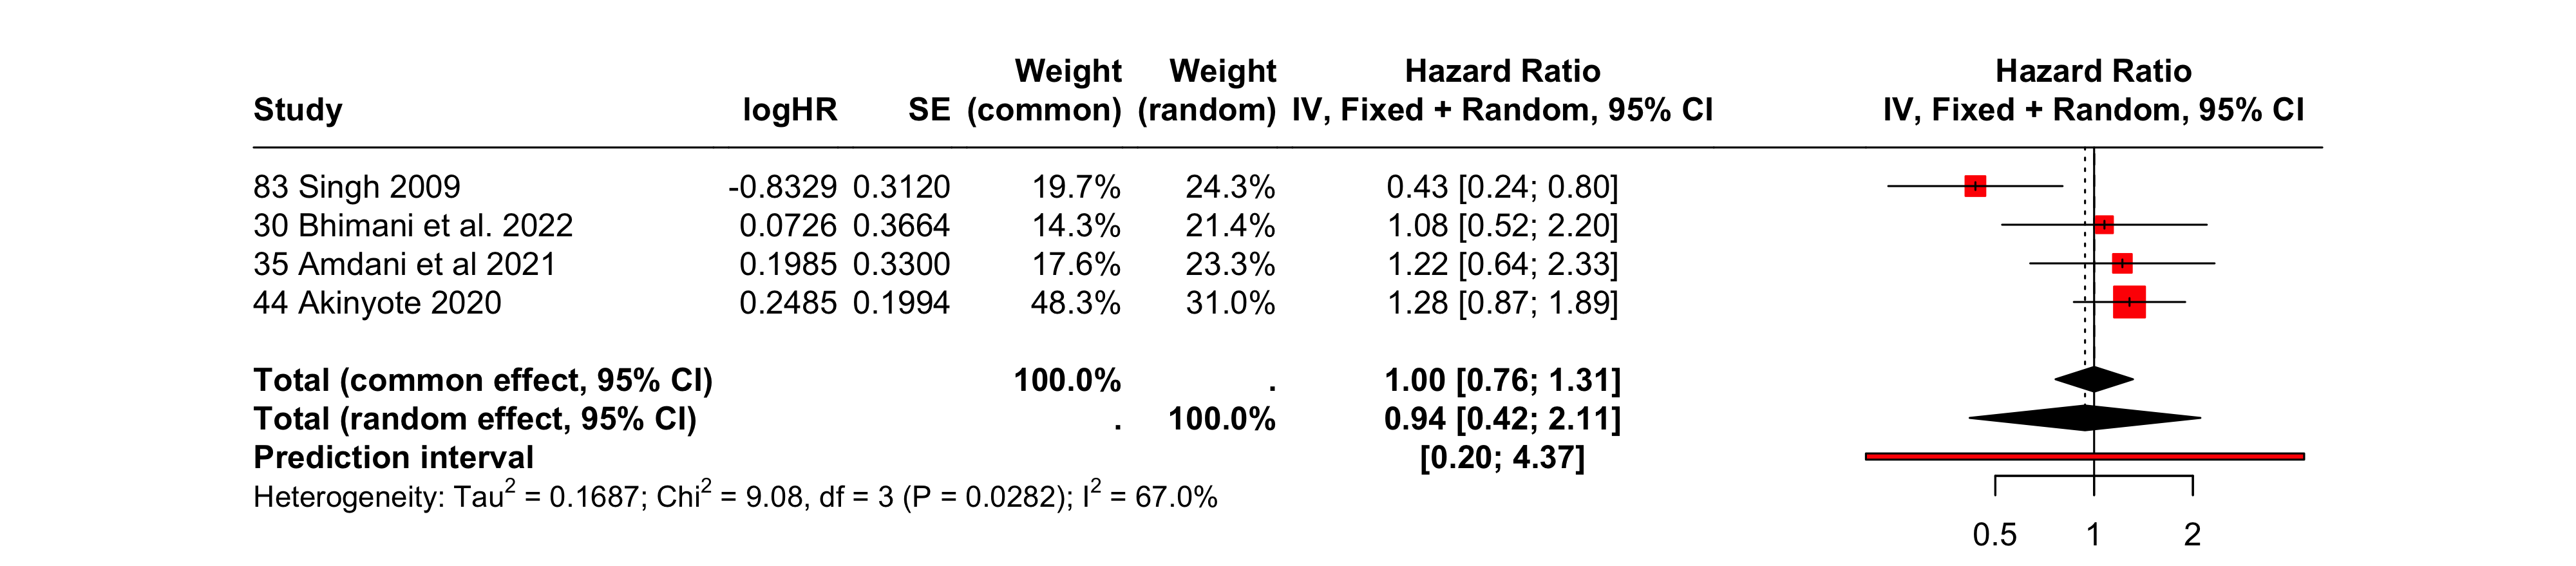 Weight Weight Hazard Ratio Hazard Ratio
Study logHR SE (common) (random) IV, Fixed + Random, 95% CI IV, Fixed + Random, 95% CI
83 Singh 2009 -0.8329 0.3120 19.7% 24.3% 0.43 [0.24; 0.80]
30 Bhimani et al. 2022 0.0726 0.3664 14.3% 21.4% 1.08 [0.52; 2.20]
35 Amdani et al 2021 0.1985 0.3300 17.6% 23.3% 1.22 [0.64; 2.33]
44 Akinyote 2020 0.2485 0.1994 48.3% 31.0% 1.28 [0.87; 1.89]
Total (common effect, 95% CI) 100.0% . 1.00 [0.76; 1.31]
Total (random effect, 95% CI) . 100.0% 0.94 [0.42; 2.11]
Prediction interval [0.20; 4.37]
Heterogeneity: Tau² = 0.1687; Chi² = 9.08, df = 3 (P = 0.0282); I² = 67.0%
0.5 1 2